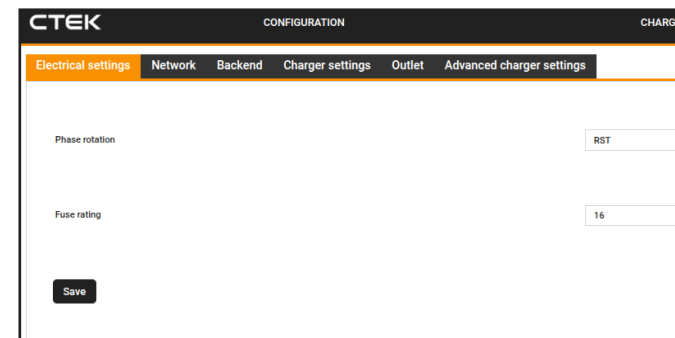 CTEK CONFIGURATION CHARG
Electrical settings Network Backend Charger settings Outlet Advanced charger settings
Phase rotation RST
Fuse rating 16
Save